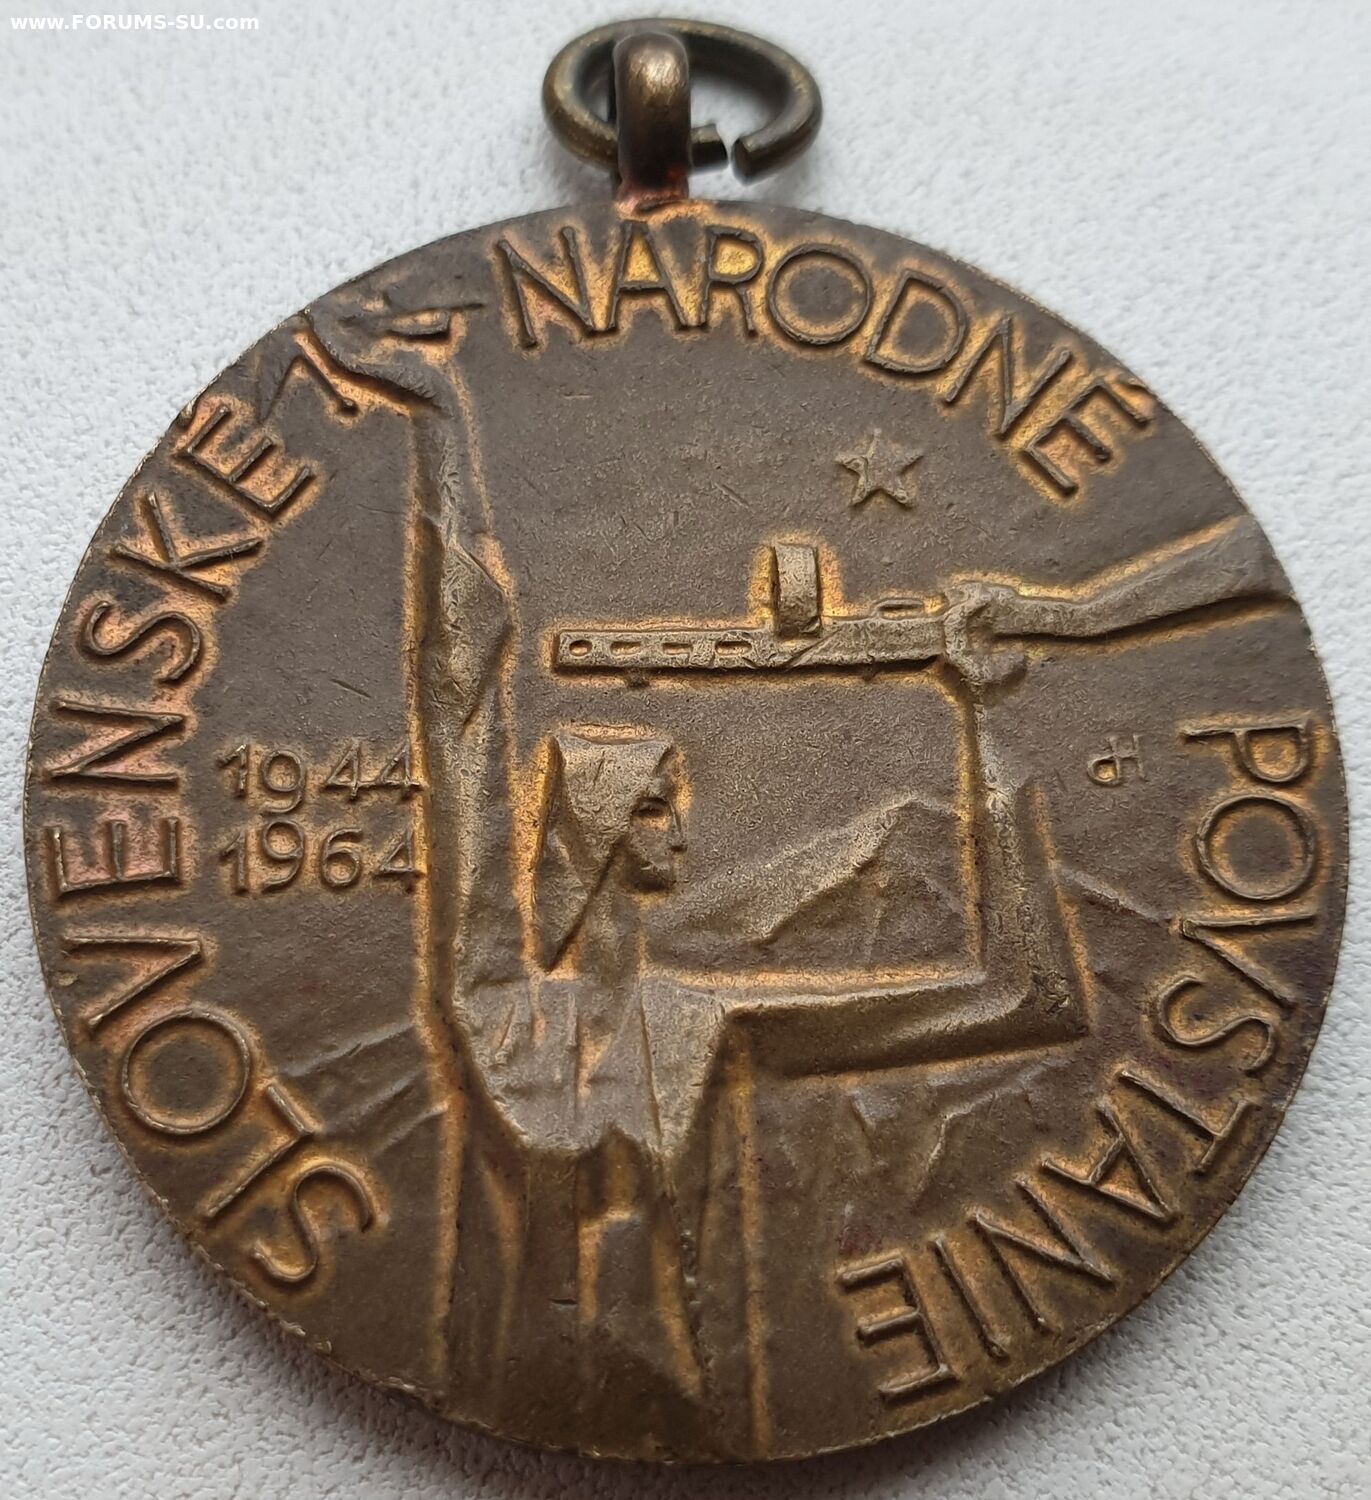 www.FORUMS-SU.com
SLOVENSKÉ NÁRODNÉ POVSTANIE
1944
1964